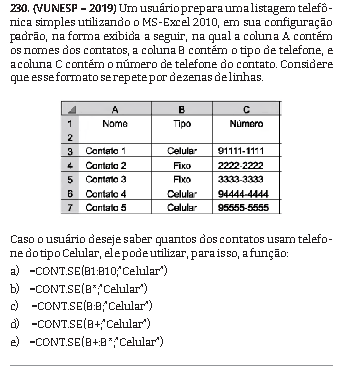 230. (VUNESP – 2019) Um usuário prepara uma listagem telefô-
nica simples utilizando o MS-Excel 2010, em sua configuração
padrão, na forma exibida a seguir, na qual a coluna A contém
os nomes dos contatos, a coluna B contém o tipo de telefone, e
a coluna C contém o número de telefone do contato. Considere
que esse formato se repete por dezenas de linhas.
A B C
1 Nome Tipo Número
2
3 Contato 1 Celular 91111-1111
4 Contato 2 Fixo 2222-2222
5 Contato 3 Fixo 3333-3333
6 Contato 4 Celular 94444-4444
7 Contato 5 Celular 95555-5555
Caso o usuário deseje saber quantos dos contatos usam telefo-
ne do tipo Celular, ele pode utilizar, para isso, a função:
a) =CONT.SE(B1:B10;"Celular")
b) =CONT.SE(B*;"Celular")
c) =CONT.SE(B:B;"Celular")
d) =CONT.SE(B+;"Celular")
e) =CONT.SE(B+:B*;"Celular")